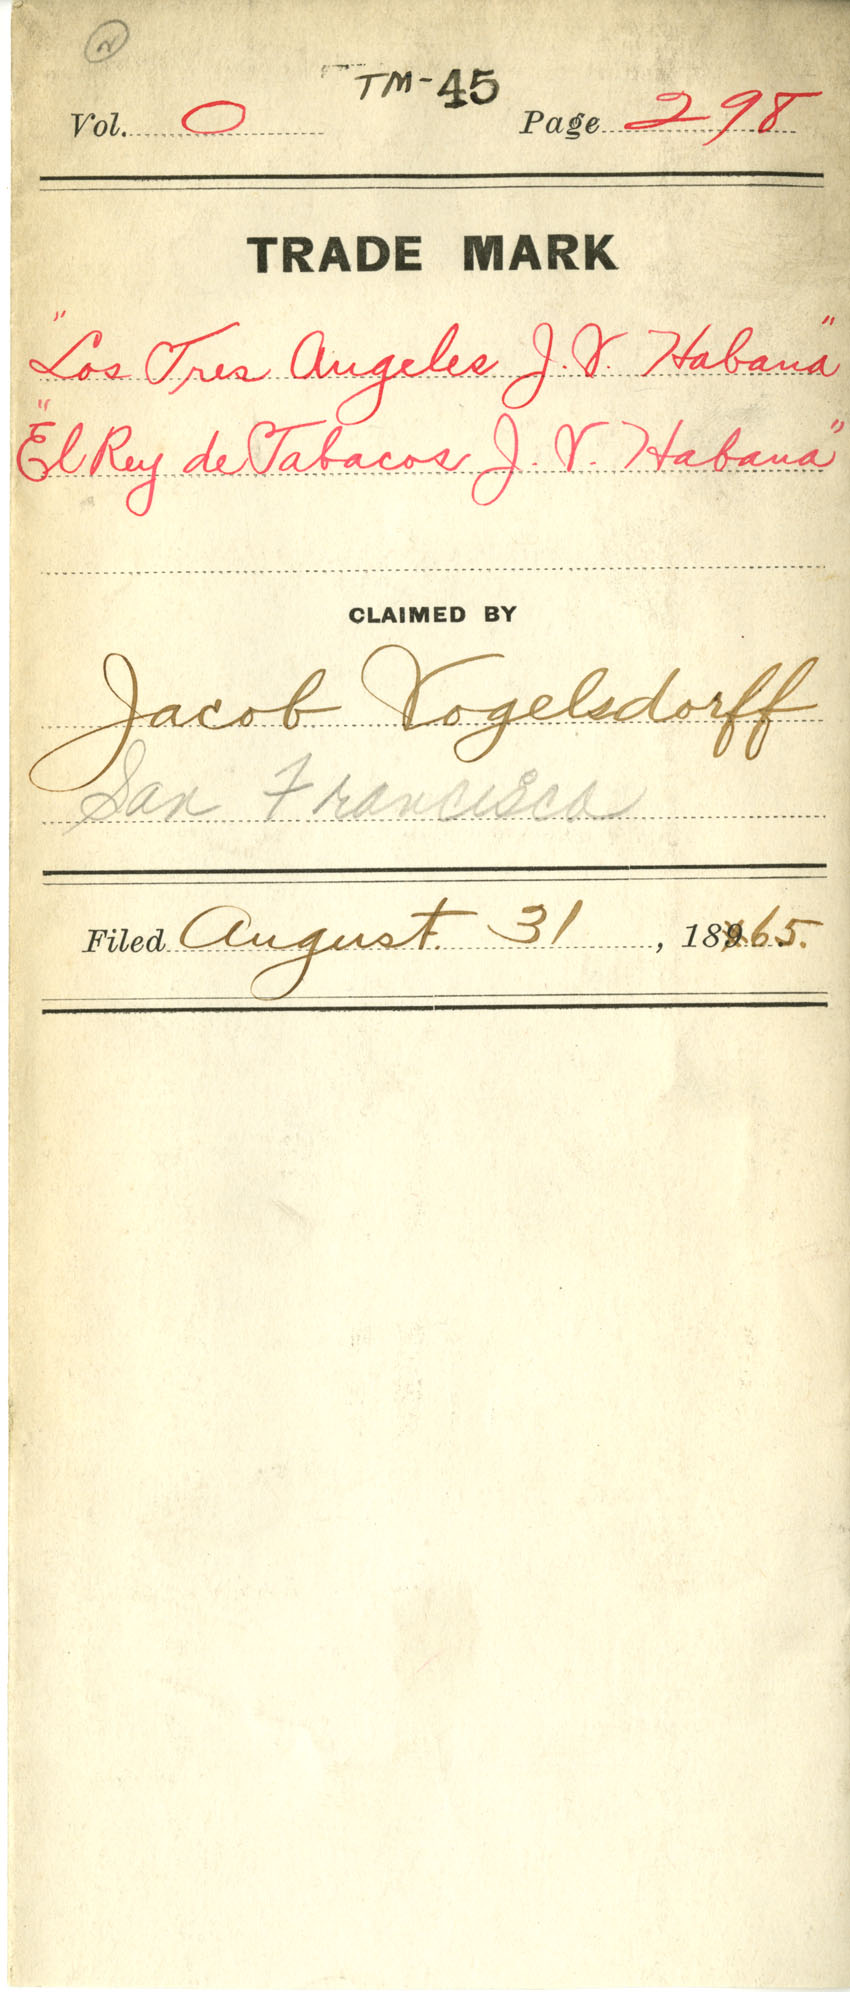 N
TM-45
Vol. 0 Page 298
TRADE MARK
"Los Tres Angeles J. V. Habana"
"El Rey de Tabacos J. V. Habana"
CLAIMED BY
Jacob Vogelsdorff
San Francisco
Filed August 31, 18965.